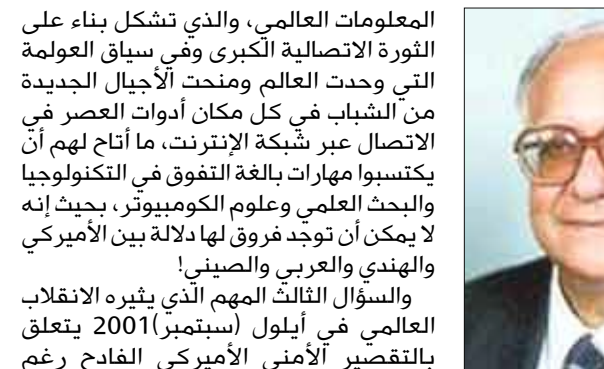 المعلومات العالمي، والذي تشكل بناء على
الثورة الاتصالية الكبرى وفي سياق العولمة
التي وحدت العالم ومنحت الأجيال الجديدة
من الشباب في كل مكان أدوات العصر في
الاتصال عبر شبكة الإنترنت، ما أتاح لهم أن
يكتسبوا مهارات بالغة التفوق في التكنولوجيا
والبحث العلمي وعلوم الكومبيوتر، بحيث إنه
لا يمكن أن توجد فروق لها دلالة بين الأميركي
والهندي والعربي والصيني!
والسؤال الثالث المهم الذي يثيره الانقلاب
العالمي في أيلول (سبتمبر)2001 يتعلق
بالتقصير الأمني الأميركي الفادح رغم